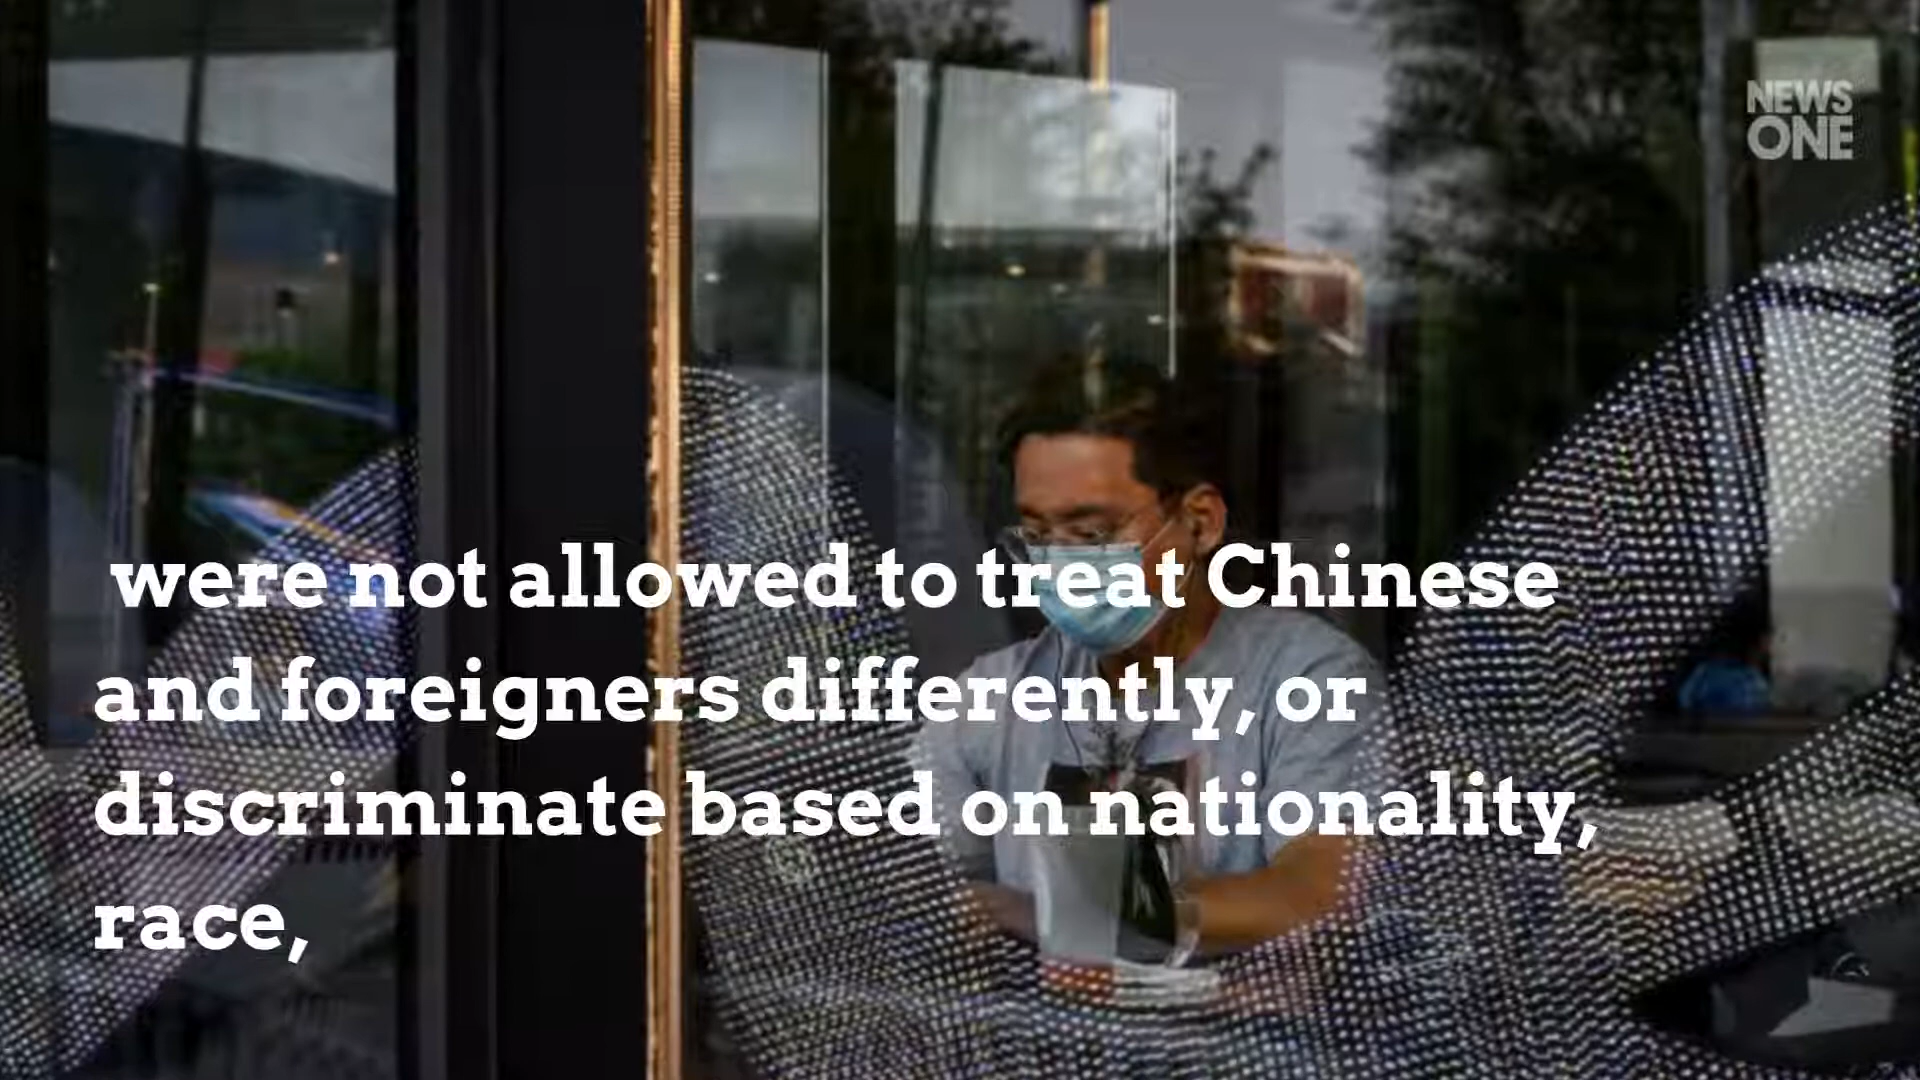 NEWS
ONE
were not allowed to treat Chinese
and foreigners differently, or
discriminate based on nationality,
race,